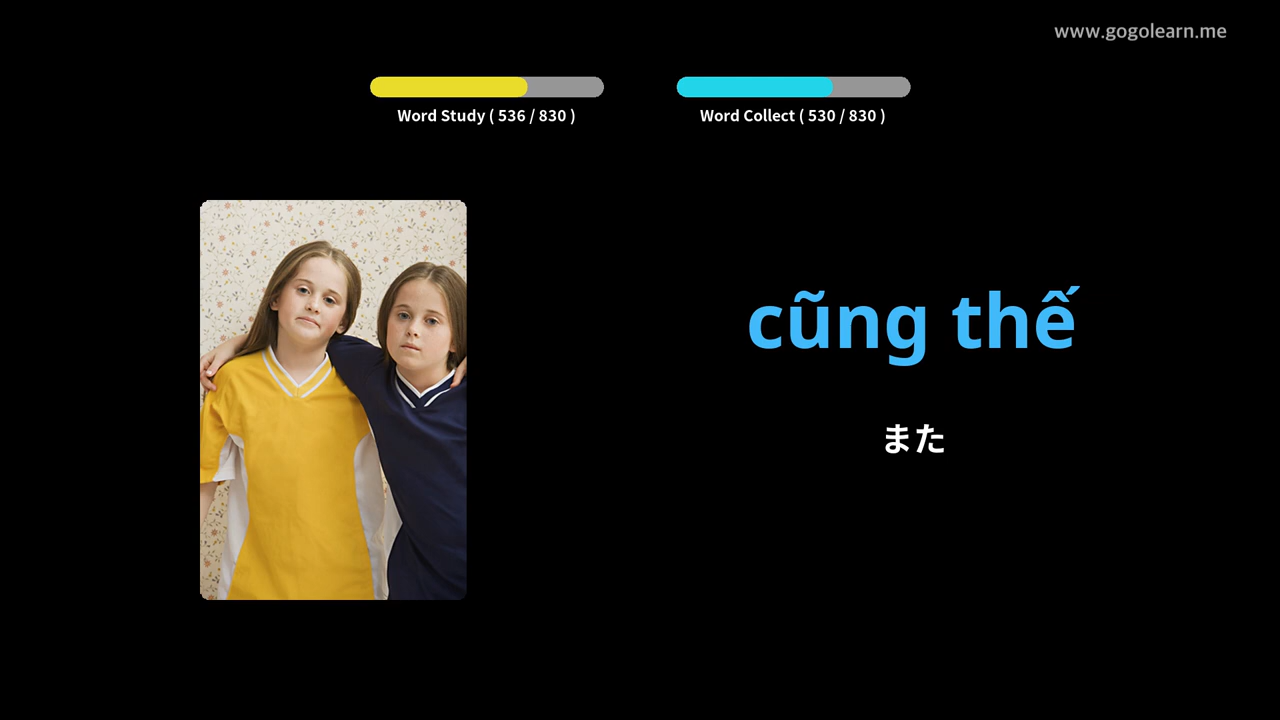 www.gogolearn.me
Word Study ( 536 / 830 )
Word Collect ( 530 / 830 )
cũng thế
また